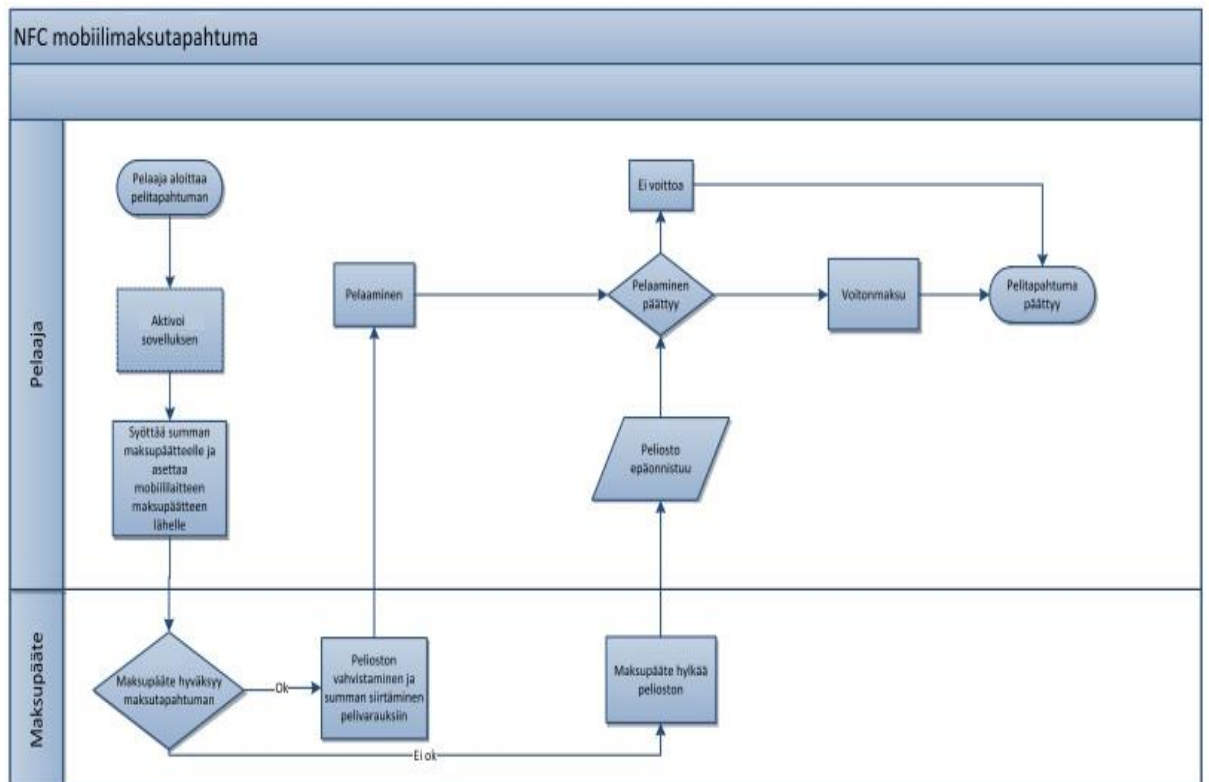 NFC mobiilimaksutapahtuma
Pelaaja
Pelaaja aloittaa
pelitapahtuman
Aktivoi
sovelluksen
Syöttää summan
maksupäätteelle ja
asettaa
mobiililaitteen
maksupäätteen
lähelle
Pelaaminen
Ei voittoa
Pelaaminen
päättyy
Voitonmaksu
Pelitapahtuma
päättyy
Peliosto
epäonnistuu
Maksupääte
Maksupääte hyväksyy
maksutapahtuman
Ok
Pelioston
vahvistaminen ja
summan siirtäminen
pelivarauksiin
Maksupääte hylkää
pelioston
Ei ok